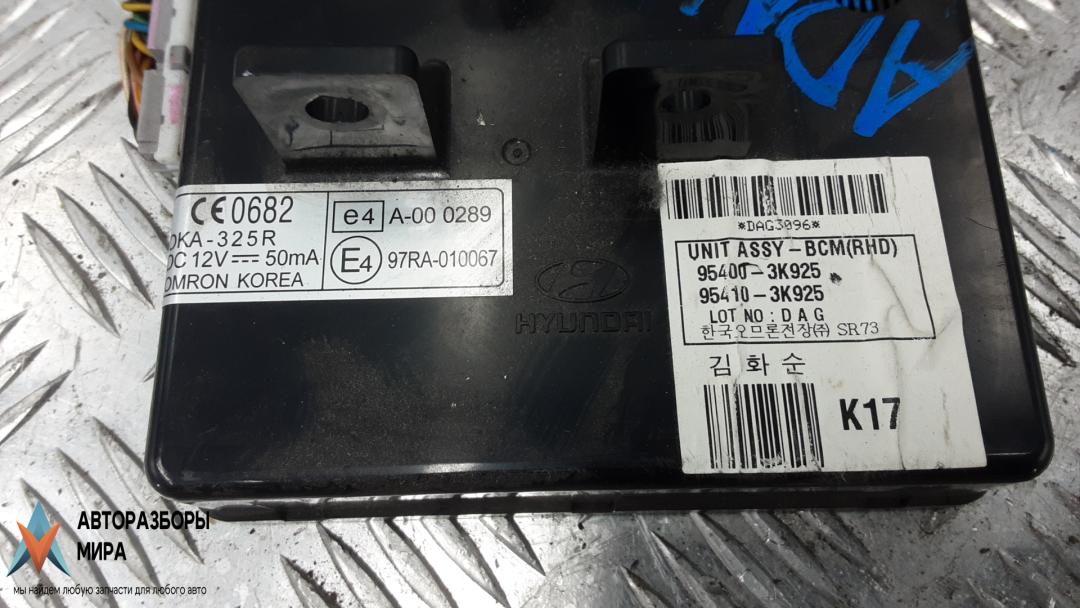 CE0682
OKA-325R
DC 12V 50mA
OMRON KOREA
e4 A-00 0289
E4 97RA-010067
HYUNDAI
*DAG3096*
UNIT ASSY-BCM(RHD)
95400-3K925
95410-3K925
LOT NO: DAG
한국오므론전장㈜ SR73
김화순
K17
АВТОРАЗБОРЫ
МИРА
мы найдем любую запчасти для любого авто